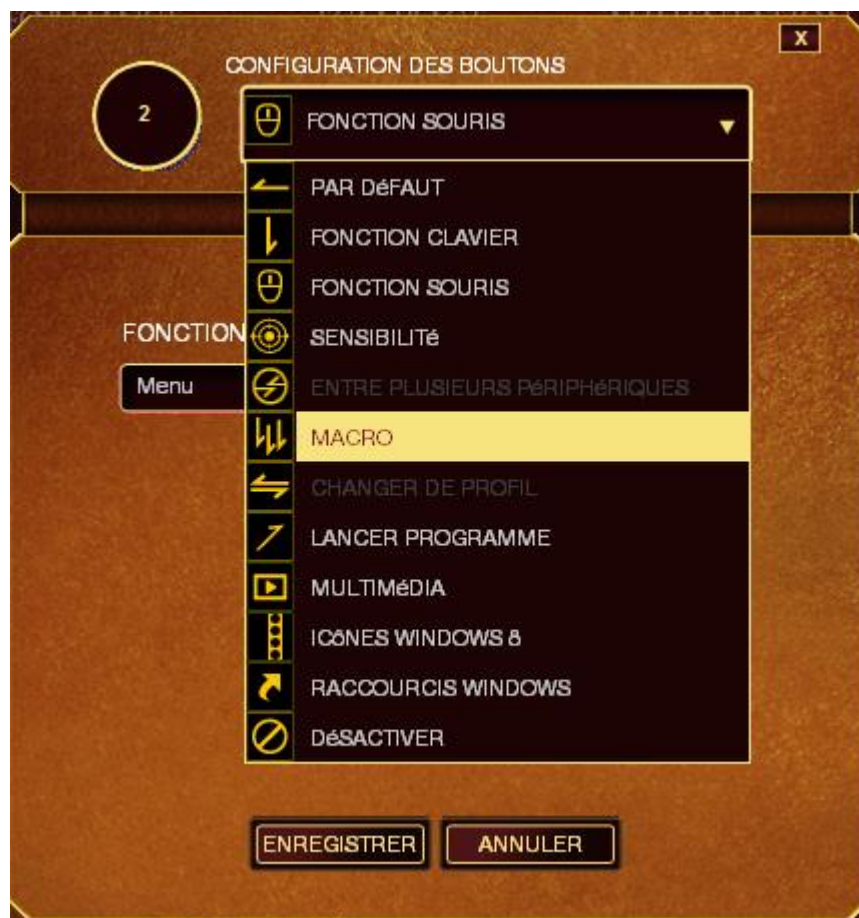 X
CONFIGURATION DES BOUTONS
2
FONCTION SOURIS
PAR DéFAUT
FONCTION CLAVIER
FONCTION SOURIS
FONCTION
SENSIBILITé
Menu
ENTRE PLUSIEURS PéRIPHéRIQUES
MACRO
CHANGER DE PROFIL
LANCER PROGRAMME
MULTIMéDIA
ICôNES WINDOWS 8
RACCOURCIS WINDOWS
DéSACTIVER
ENREGISTRER ANNULER